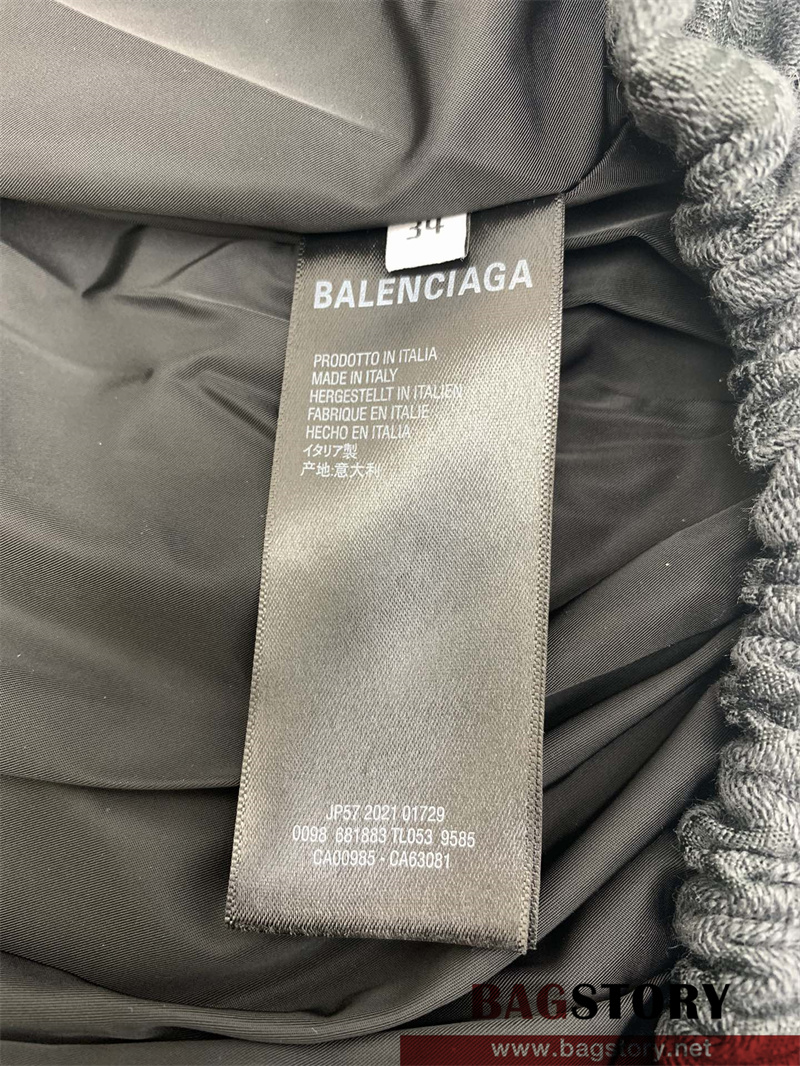 34
BALENCIAGA
PRODOTTO IN ITALIA
MADE IN ITALY
HERGESTELLT IN ITALIEN
FABRIQUE EN ITALIE
HECHO EN ITALIA
イタリア製
产地:意大利
JP57 2021 01729
0098 681883 TL053 9585
CA00985 - CA63081
BAGSTORY
www.bagstory.net